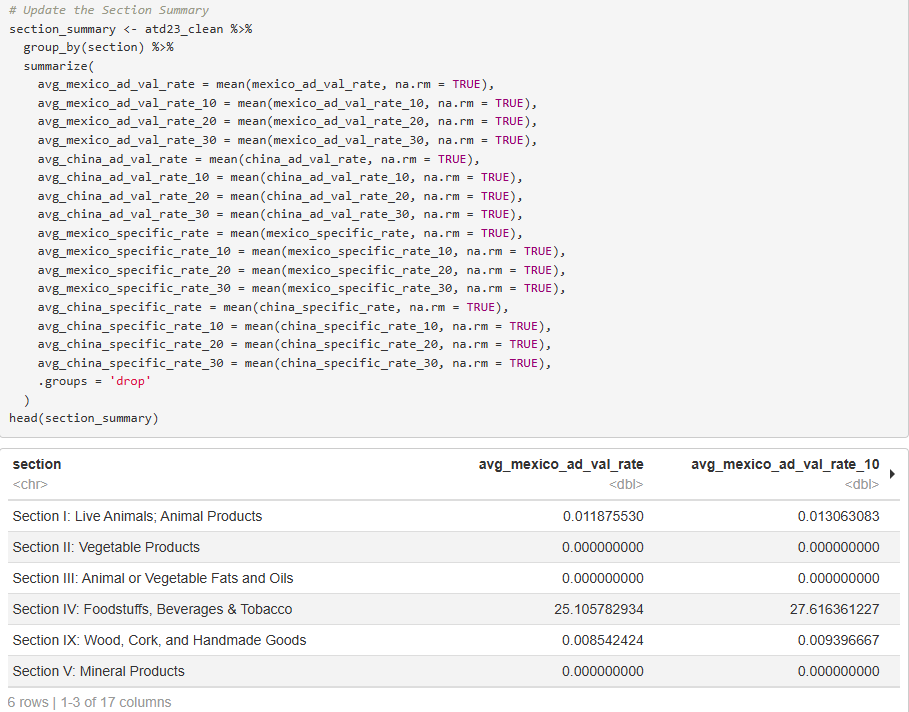 # Update the Section Summary
section_summary <- atd23_clean %>%
  group_by(section) %>%
  summarize(
    avg_mexico_ad_val_rate = mean(mexico_ad_val_rate, na.rm = TRUE),
    avg_mexico_ad_val_rate_10 = mean(mexico_ad_val_rate_10, na.rm = TRUE),
    avg_mexico_ad_val_rate_20 = mean(mexico_ad_val_rate_20, na.rm = TRUE),
    avg_mexico_ad_val_rate_30 = mean(mexico_ad_val_rate_30, na.rm = TRUE),
    avg_china_ad_val_rate = mean(china_ad_val_rate, na.rm = TRUE),
    avg_china_ad_val_rate_10 = mean(china_ad_val_rate_10, na.rm = TRUE),
    avg_china_ad_val_rate_20 = mean(china_ad_val_rate_20, na.rm = TRUE),
    avg_china_ad_val_rate_30 = mean(china_ad_val_rate_30, na.rm = TRUE),
    avg_mexico_specific_rate = mean(mexico_specific_rate, na.rm = TRUE),
    avg_mexico_specific_rate_10 = mean(mexico_specific_rate_10, na.rm = TRUE),
    avg_mexico_specific_rate_20 = mean(mexico_specific_rate_20, na.rm = TRUE),
    avg_mexico_specific_rate_30 = mean(mexico_specific_rate_30, na.rm = TRUE),
    avg_china_specific_rate = mean(china_specific_rate, na.rm = TRUE),
    avg_china_specific_rate_10 = mean(china_specific_rate_10, na.rm = TRUE),
    avg_china_specific_rate_20 = mean(china_specific_rate_20, na.rm = TRUE),
    avg_china_specific_rate_30 = mean(china_specific_rate_30, na.rm = TRUE),
    .groups = 'drop'
  )
head(section_summary)
section avg_mexico_ad_val_rate avg_mexico_ad_val_rate_10
<chr> <dbl> <dbl>
Section I: Live Animals; Animal Products 0.011875530 0.013063083
Section II: Vegetable Products 0.000000000 0.000000000
Section III: Animal or Vegetable Fats and Oils 0.000000000 0.000000000
Section IV: Foodstuffs, Beverages & Tobacco 25.105782934 27.616361227
Section IX: Wood, Cork, and Handmade Goods 0.008542424 0.009396667
Section V: Mineral Products 0.000000000 0.000000000
6 rows | 1-3 of 17 columns